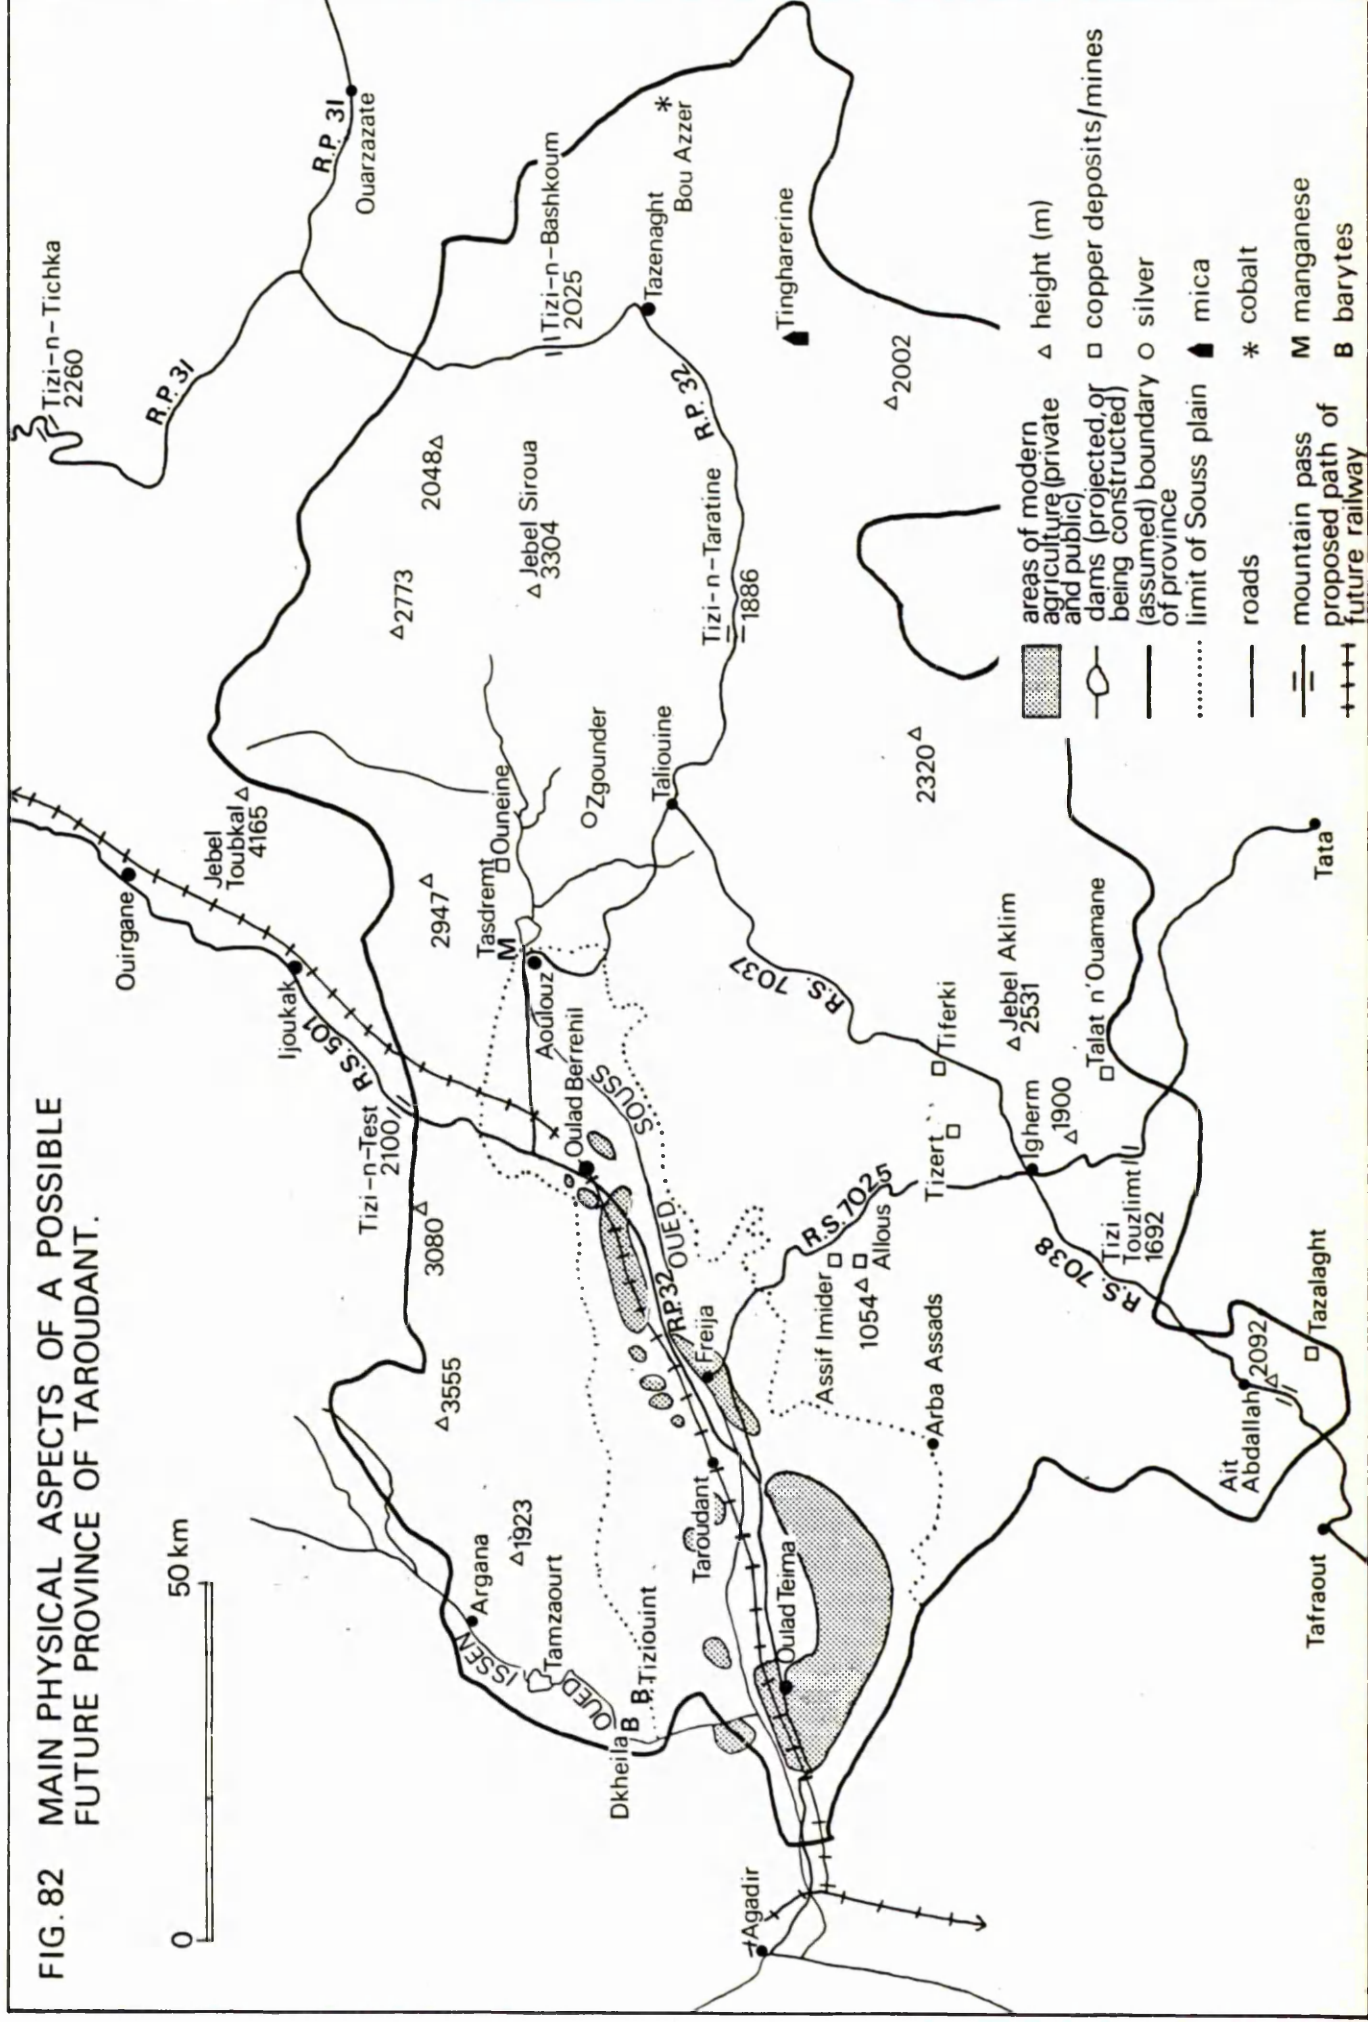 FIG. 82 MAIN PHYSICAL ASPECTS OF A POSSIBLE
FUTURE PROVINCE OF TAROUDANT.
0 50 km
Tizi-n-Tichka
2260
R.P. 31
R.P. 31
Ouarzazate
Ouirgane
Jebel
Toubkal
4165
Ijoukak
R.S. 501
Tizi-n-Test
2100
3080
3555
2947
2773
2048
Jebel Siroua
3304
Tizi-n-Bashkoum
2025
Tazenaght
Bou Azzer
Tingharerine
2002
R.P. 32
Tizi-n-Taratine
1886
Taliouine
Zgounder
Ouneine
Tasdremt
M
Aoulouz
Oulad Berrehil
OUED SOUSS
R.P.32
Freija
Taroudant
Argana
1923
Tamzaourt
OUED ISSEN
Tiziouint
B
B
Dkheila
Oulad Teima
Agadir
R.S. 7037
2320
Tiferki
Jebel Aklim
2531
Talat n'Ouamane
Tizert
Igherm
1900
R.S. 7025
Allous
Assif Imider
1054
Arba Assads
R.S. 7038
Tizi
Touzlimt
1692
Tata
Ait
Abdallah
2092
Tazalaght
Tafraout
areas of modern
agriculture (private
and public)
dams (projected, or
being constructed)
(assumed) boundary
of province
limit of Souss plain
roads
mountain pass
proposed path of
future railway
height (m)
copper deposits/mines
silver
mica
cobalt
M manganese
B barytes